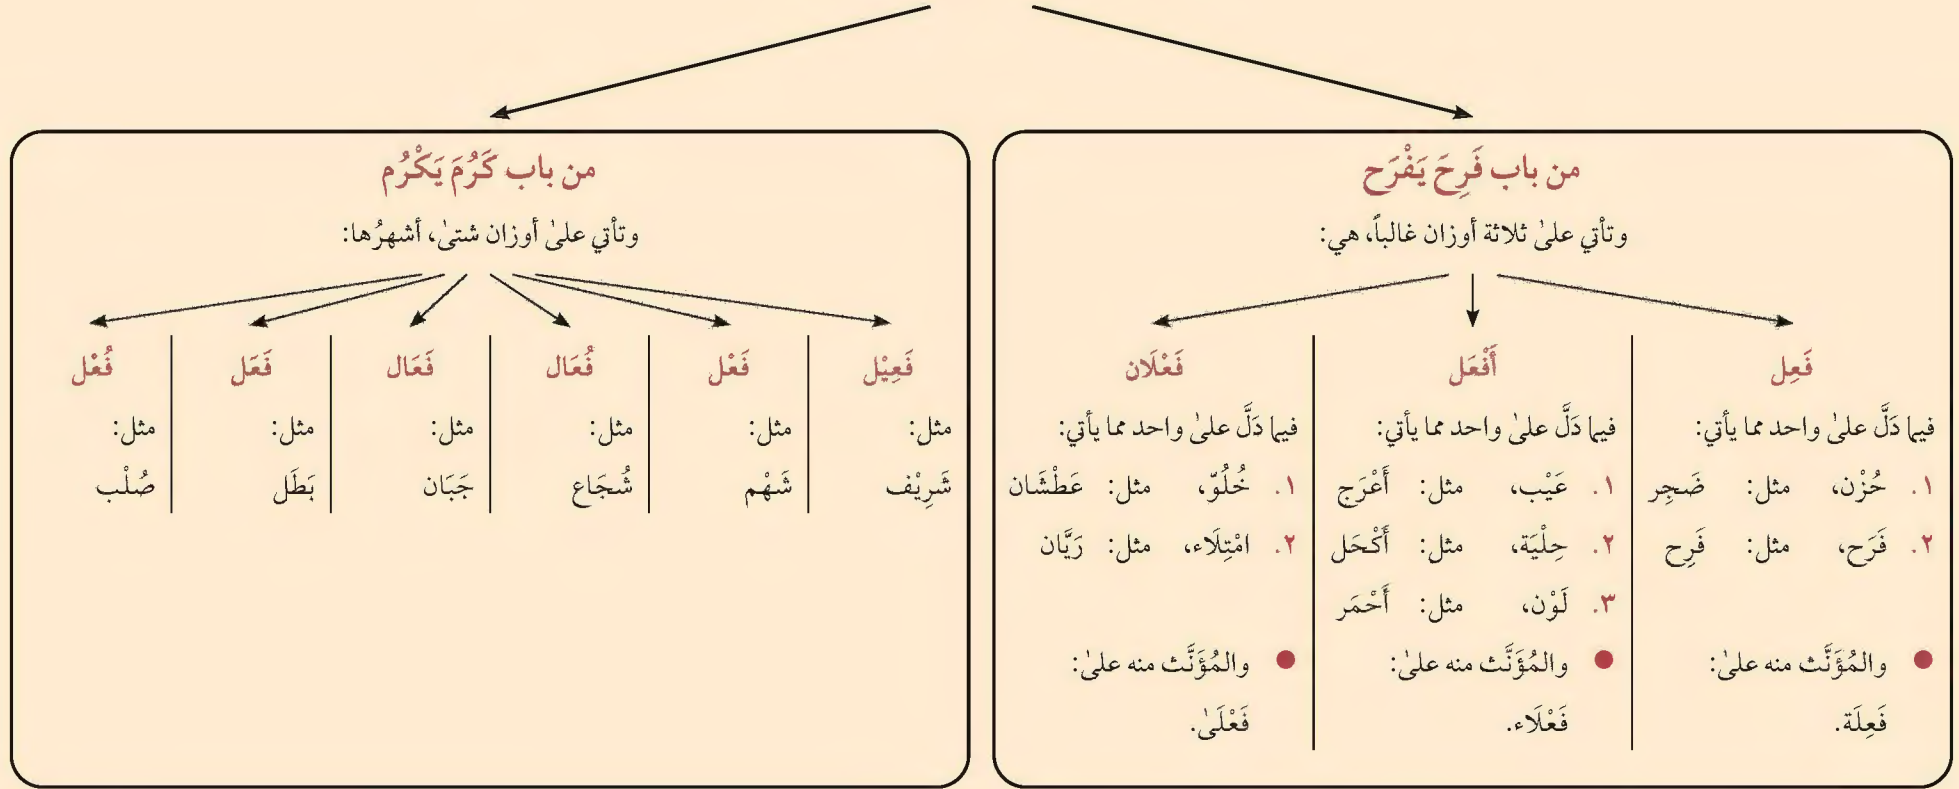 من باب فَرِحَ يَفْرَح
وتأتي علىٰ ثلاثة أوزان غالباً، هي:
فَعِل
فيما دَلَّ علىٰ واحد مما يأتي:
١. حُزْن، مثل: ضَجِر
٢. فَرَح، مثل: فَرِح
● والمُؤَنَّث منه علىٰ:
فَعِلَة.
أَفْعَل
فيما دَلَّ علىٰ واحد مما يأتي:
١. عَيْب، مثل: أَعْرَج
٢. حِلْيَة، مثل: أَكْحَل
٣. لَوْن، مثل: أَحْمَر
● والمُؤَنَّث منه علىٰ:
فَعْلَاء.
فَعْلَان
فيما دَلَّ علىٰ واحد مما يأتي:
١. خُلُوّ، مثل: عَطْشَان
٢. امْتِلَاء، مثل: رَيَّان
● والمُؤَنَّث منه علىٰ:
فَعْلَىٰ.
من باب كَرُمَ يَكْرُم
وتأتي علىٰ أوزان شتىٰ، أشهرُها:
فَعِيْل
مثل:
شَرِيْف
فَعْل
مثل:
شَهْم
فُعَال
مثل:
شُجَاع
فَعَال
مثل:
جَبَان
فَعَل
مثل:
بَطَل
فُعْل
مثل:
صُلْب